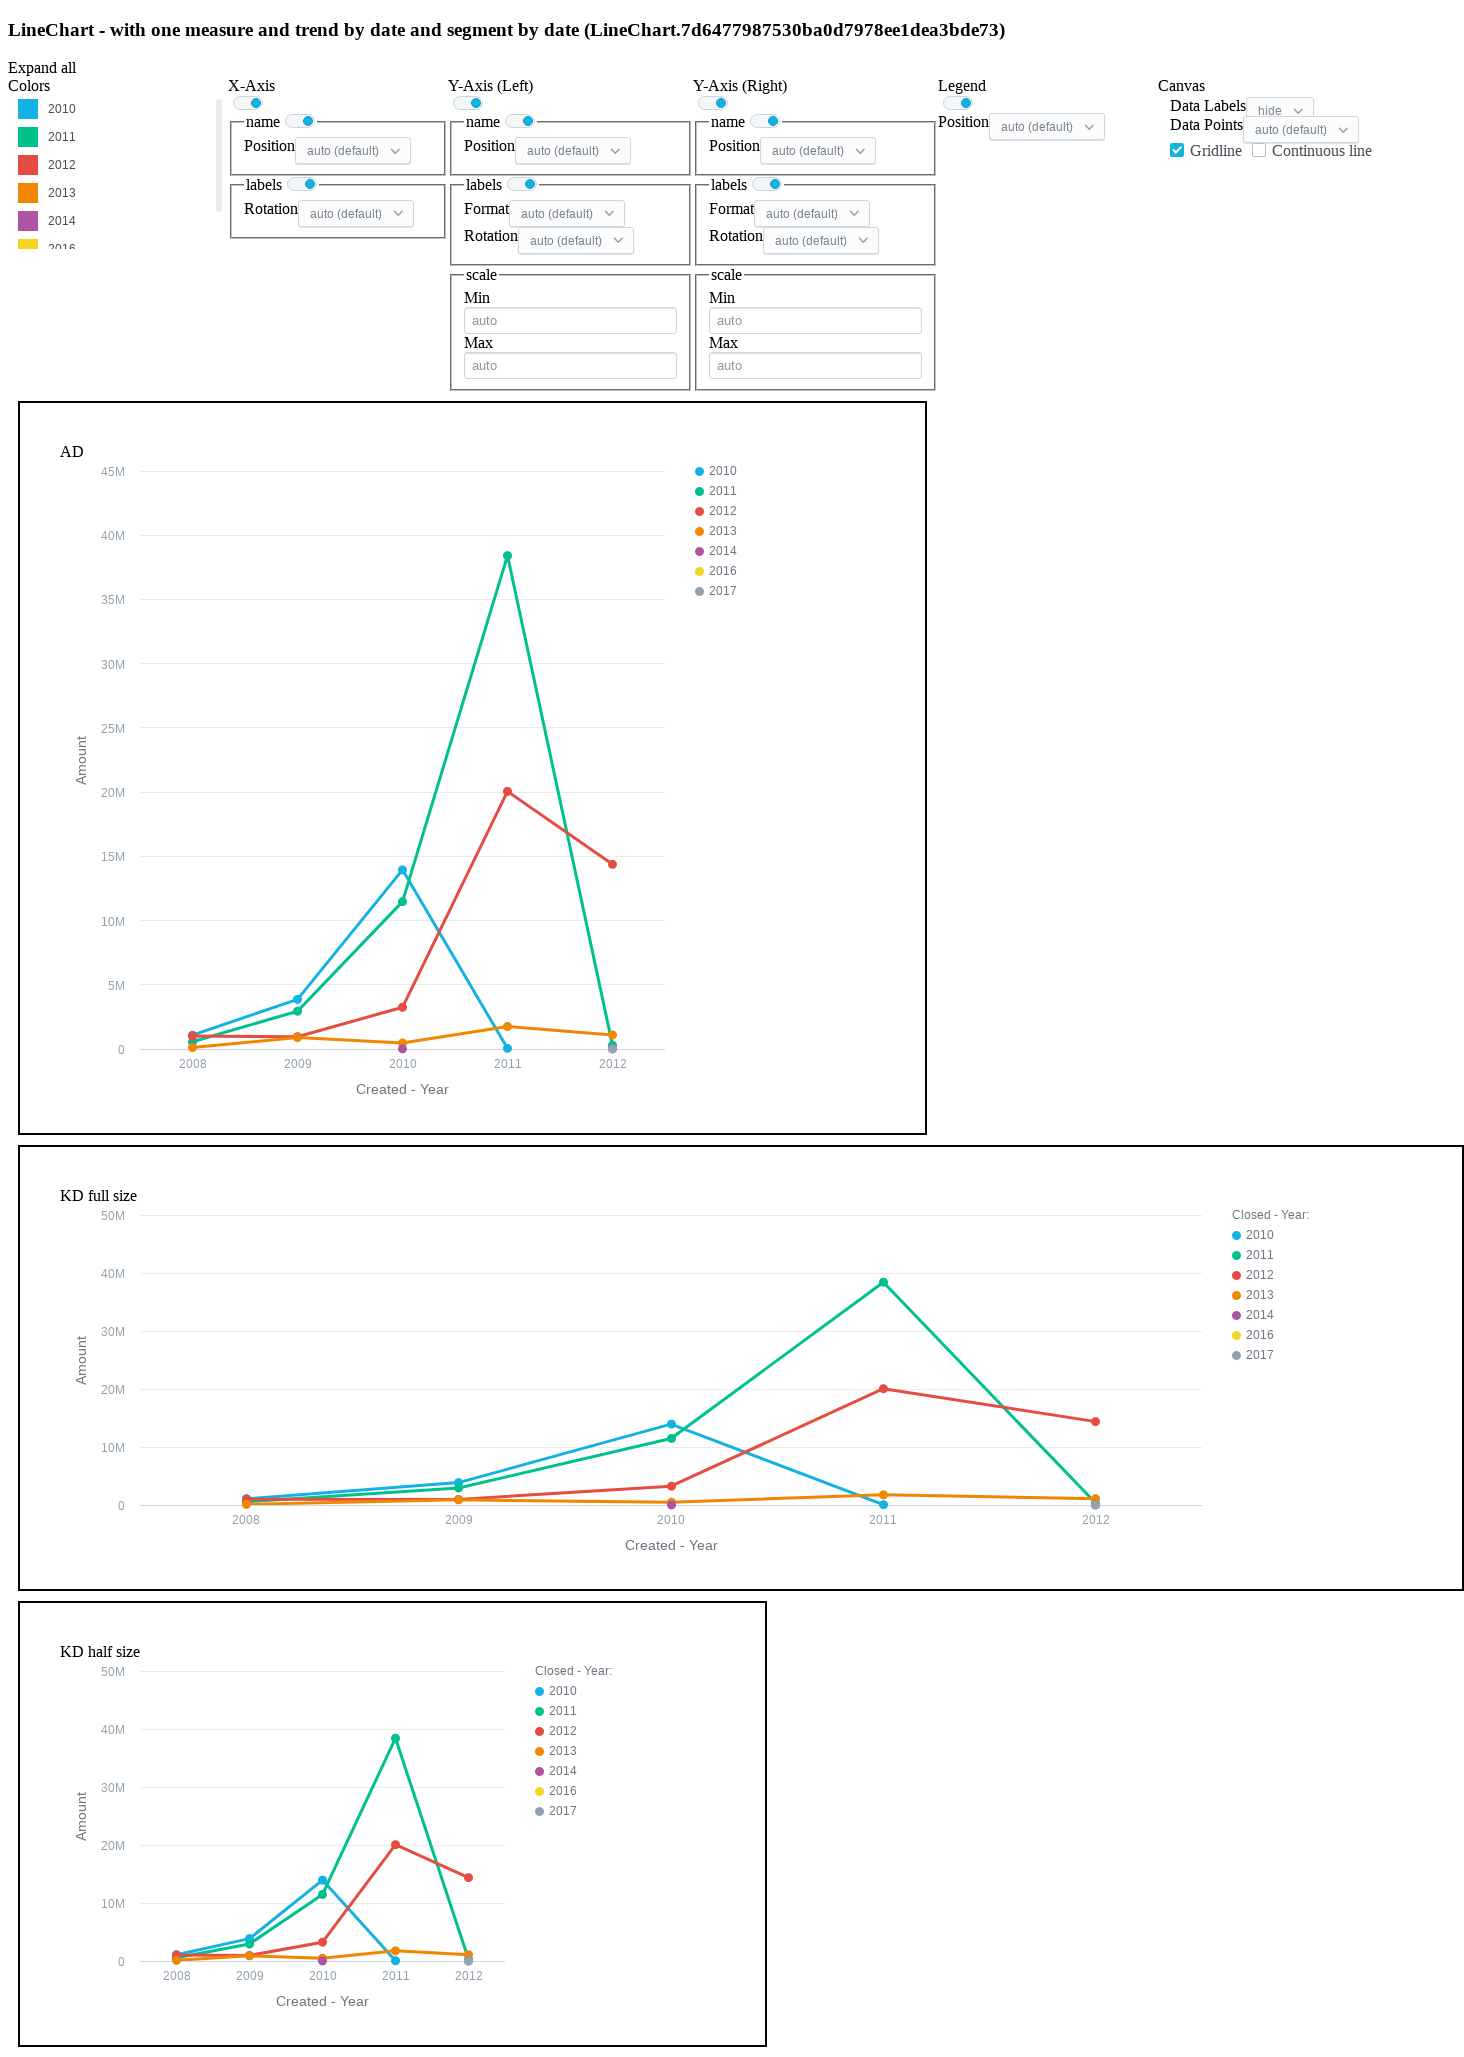 LineChart - with one measure and trend by date and segment by date (LineChart.7d6477987530ba0d7978ee1dea3bde73)
Expand all
Colors
2010
2011
2012
2013
2014
2016
X-Axis
name
Position auto (default)
labels
Rotation auto (default)
Y-Axis (Left)
name
Position auto (default)
labels
Format auto (default)
Rotation auto (default)
scale
Min
auto
Max
auto
Y-Axis (Right)
name
Position auto (default)
labels
Format auto (default)
Rotation auto (default)
scale
Min
auto
Max
auto
Legend
Position auto (default)
Canvas
Data Labels hide
Data Points auto (default)
Gridline Continuous line
AD
45M
40M
35M
30M
25M
20M
15M
10M
5M
0
Amount
2008 2009 2010 2011 2012
Created - Year
2010
2011
2012
2013
2014
2016
2017
KD full size
50M
40M
30M
20M
10M
0
Amount
2008 2009 2010 2011 2012
Created - Year
Closed - Year:
2010
2011
2012
2013
2014
2016
2017
KD half size
50M
40M
30M
20M
10M
0
Amount
2008 2009 2010 2011 2012
Created - Year
Closed - Year:
2010
2011
2012
2013
2014
2016
2017